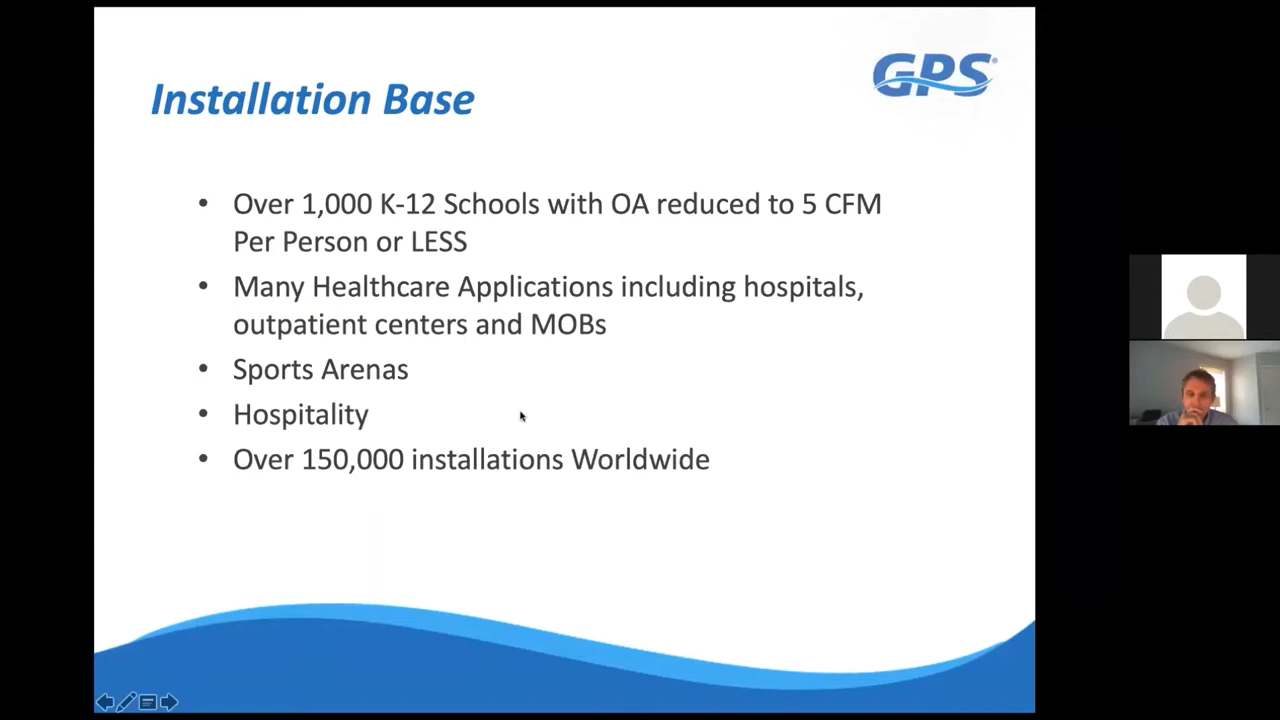 GPS®
Installation Base
• Over 1,000 K-12 Schools with OA reduced to 5 CFM
Per Person or LESS
• Many Healthcare Applications including hospitals,
outpatient centers and MOBs
• Sports Arenas
• Hospitality
• Over 150,000 installations Worldwide